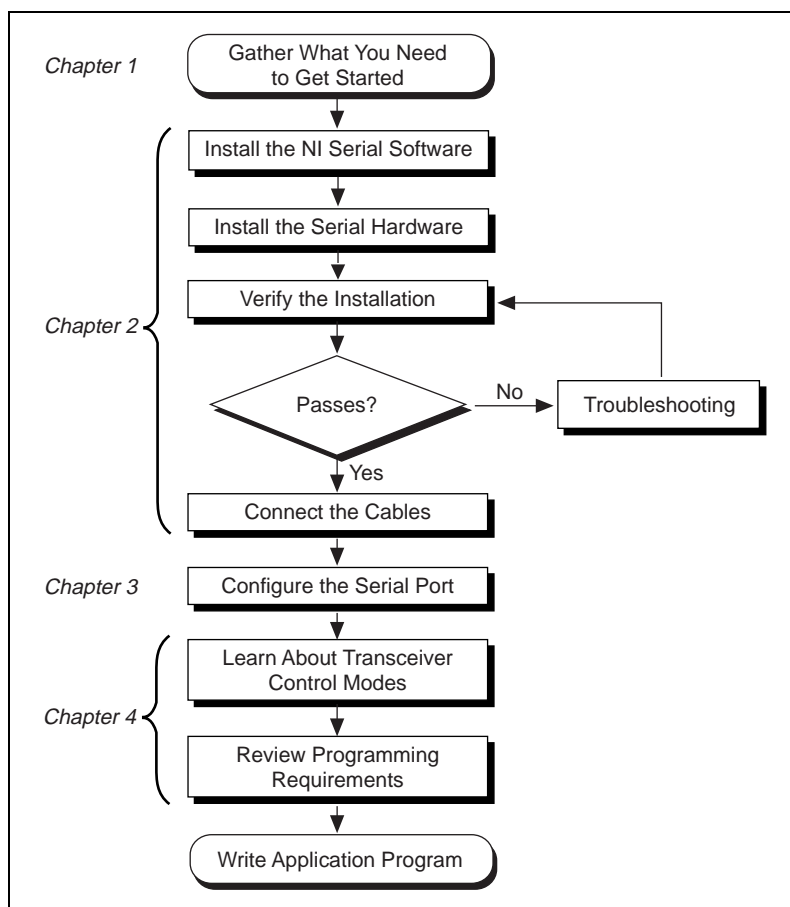 Chapter 1
Gather What You Need
to Get Started
Install the NI Serial Software
Install the Serial Hardware
Verify the Installation
Chapter 2
Passes?
No
Troubleshooting
Yes
Connect the Cables
Chapter 3
Configure the Serial Port
Learn About Transceiver
Control Modes
Chapter 4
Review Programming
Requirements
Write Application Program